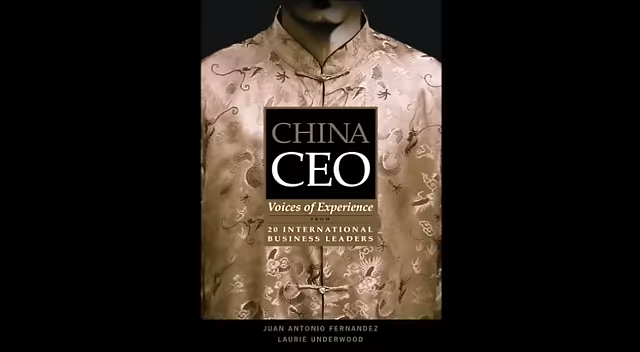 CHINA
CEO
Voices of Experience
FROM
20 INTERNATIONAL
BUSINESS LEADERS
JUAN ANTONIO FERNANDEZ
LAURIE UNDERWOOD